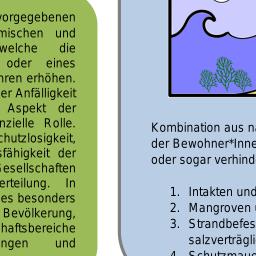 vorgegebenen
mischen und
welche die
oder eines
hren erhöhen.
er Anfälligkeit
Aspekt der
nzielle Rolle.
chutzlosigkeit,
sfähigkeit der
Gesellschaften
erteilung. In
es besonders
Bevölkerung,
haftsbereiche
ngen und
Kombination aus na
der Bewohner*Inne
oder sogar verhind
1. Intakten und
2. Mangroven
3. Strandbefes
salzverträgli
4. Schutzmaue